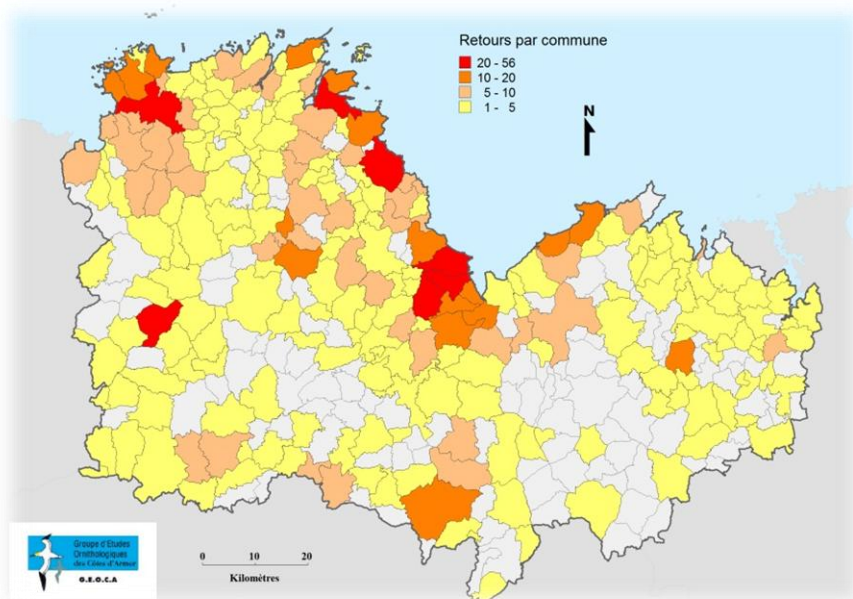 Retours par commune
20 - 56
10 - 20
5 - 10
1 - 5
N
Groupe d'Etudes
Ornithologiques
des Côtes d'Armor
G.E.O.C.A
0 10 20
Kilomètres